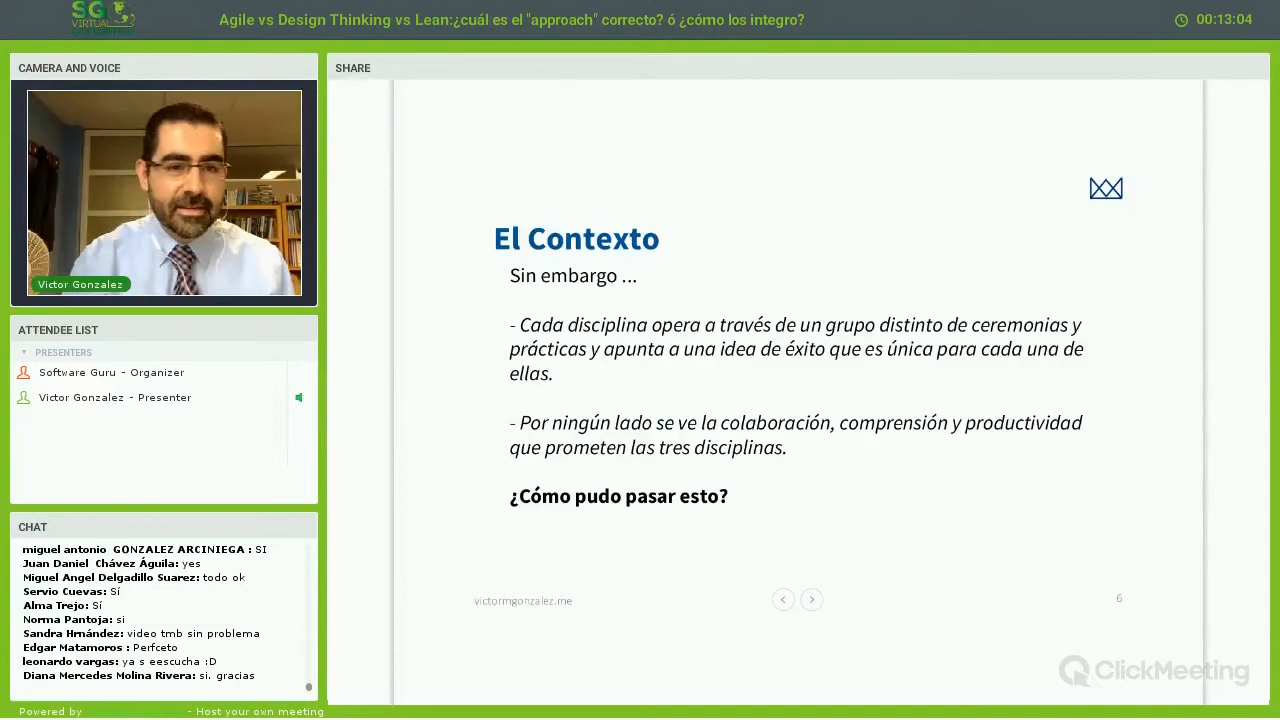 SG
VIRTUAL
Agile vs Design Thinking vs Lean:¿cuál es el "approach" correcto? ó ¿cómo los integro?
00:13:04
CAMERA AND VOICE
Victor Gonzalez
ATTENDEE LIST
PRESENTERS
Software Guru - Organizer
Victor Gonzalez - Presenter
CHAT
miguel antonio GONZALEZ ARCINIEGA : SI
Juan Daniel Chávez Águila: yes
Miguel Angel Delgadillo Suarez: todo ok
Servio Cuevas: Sí
Alma Trejo: Sí
Norma Pantoja: si
Sandra Hrnández: video tmb sin problema
Edgar Matamoros : Perfceto
leonardo vargas: ya s eescucha :D
Diana Mercedes Molina Rivera: si. gracias
Powered by
- Host your own meeting
SHARE
El Contexto
Sin embargo ...
- Cada disciplina opera a través de un grupo distinto de ceremonias y
prácticas y apunta a una idea de éxito que es única para cada una de
ellas.
- Por ningún lado se ve la colaboración, comprensión y productividad
que prometen las tres disciplinas.
¿Cómo pudo pasar esto?
victormgonzalez.me
6
ClickMeeting